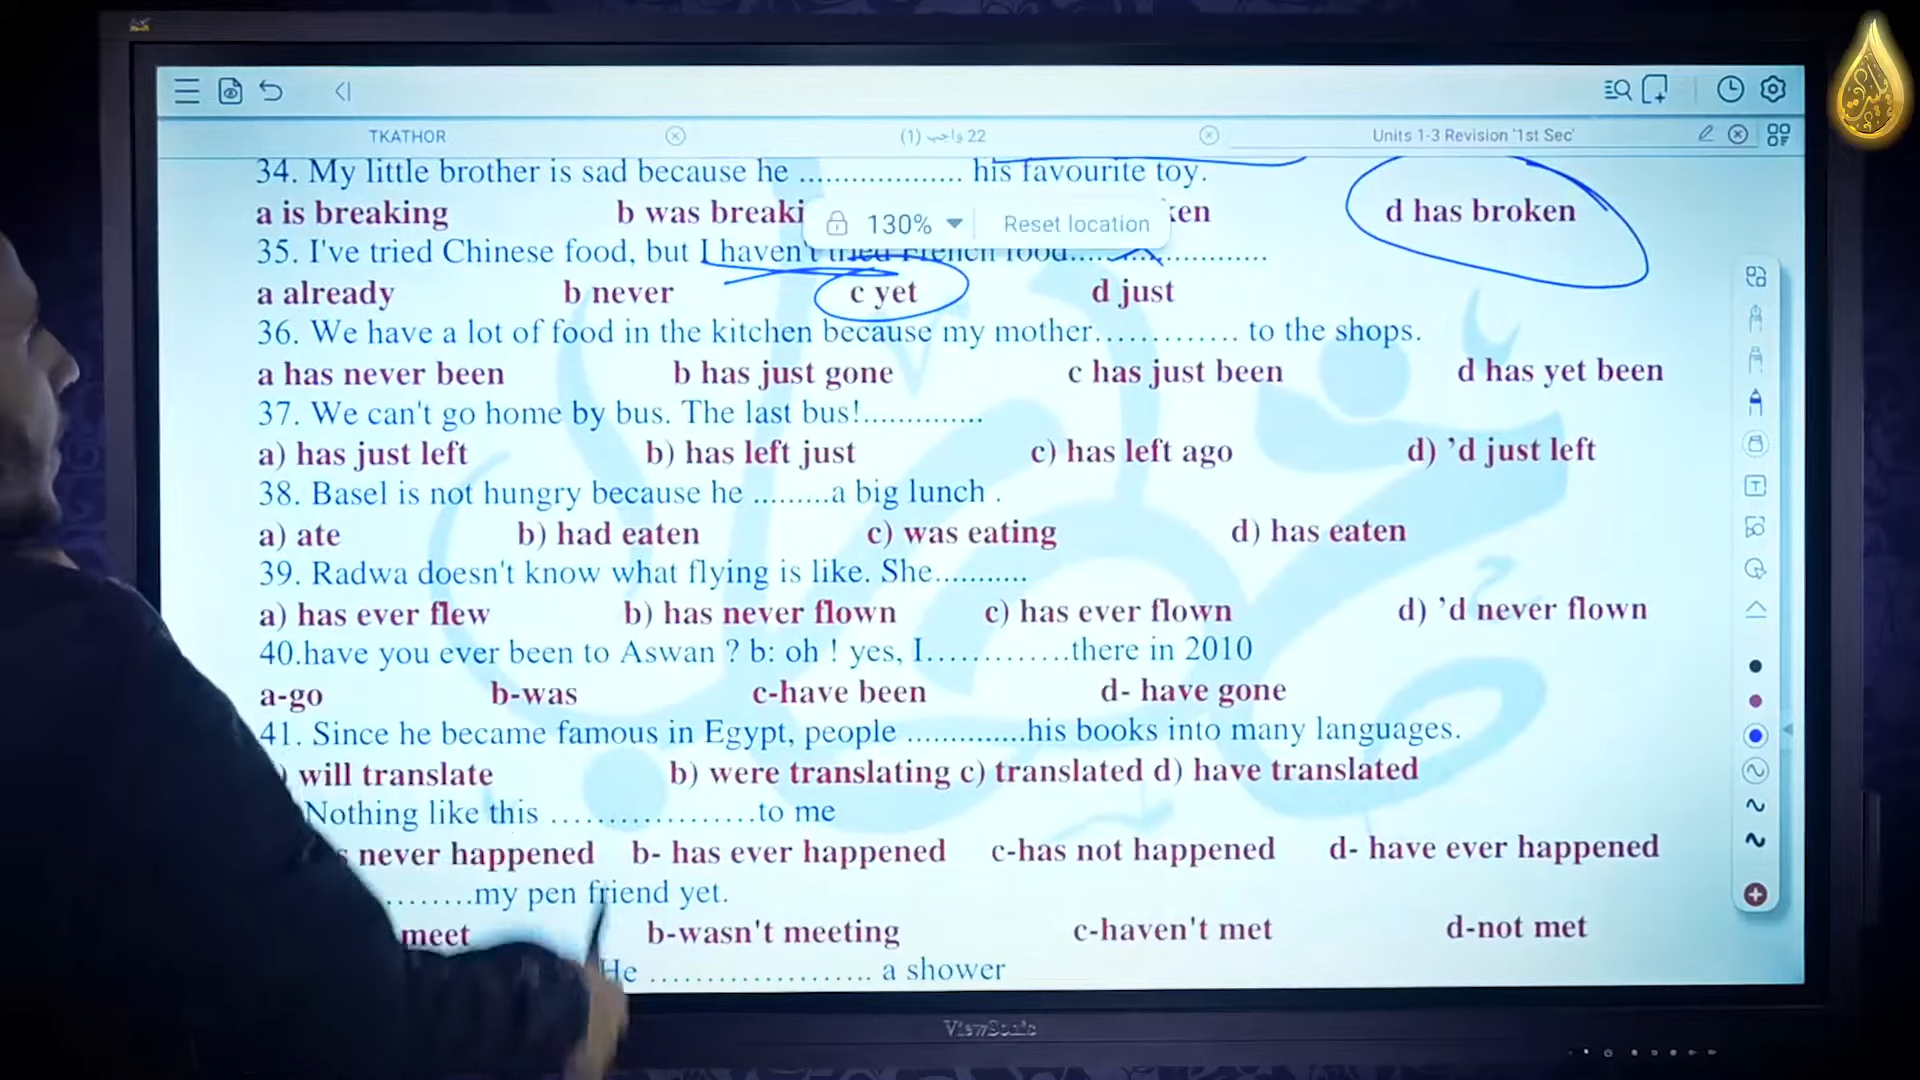 TKATHOR
22 واجب (1)
Units 1-3 Revision '1st Sec'
34. My little brother is sad because he .................. his favourite toy.
a is breaking b was breaki ken d has broken
130% Reset location
35. I've tried Chinese food, but I haven't tried French food........................
a already b never c yet d just
36. We have a lot of food in the kitchen because my mother............. to the shops.
a has never been b has just gone c has just been d has yet been
37. We can't go home by bus. The last bus!.............
a) has just left b) has left just c) has left ago d) ’d just left
38. Basel is not hungry because he .........a big lunch .
a) ate b) had eaten c) was eating d) has eaten
39. Radwa doesn't know what flying is like. She...........
a) has ever flew b) has never flown c) has ever flown d) ’d never flown
40.have you ever been to Aswan ? b: oh ! yes, I.............there in 2010
a-go b-was c-have been d- have gone
41. Since he became famous in Egypt, people .............his books into many languages.
) will translate b) were translating c) translated d) have translated
Nothing like this ...................to me
s never happened b- has ever happened c-has not happened d- have ever happened
........my pen friend yet.
meet b-wasn't meeting c-haven't met d-not met
He .................... a shower
ViewSonic